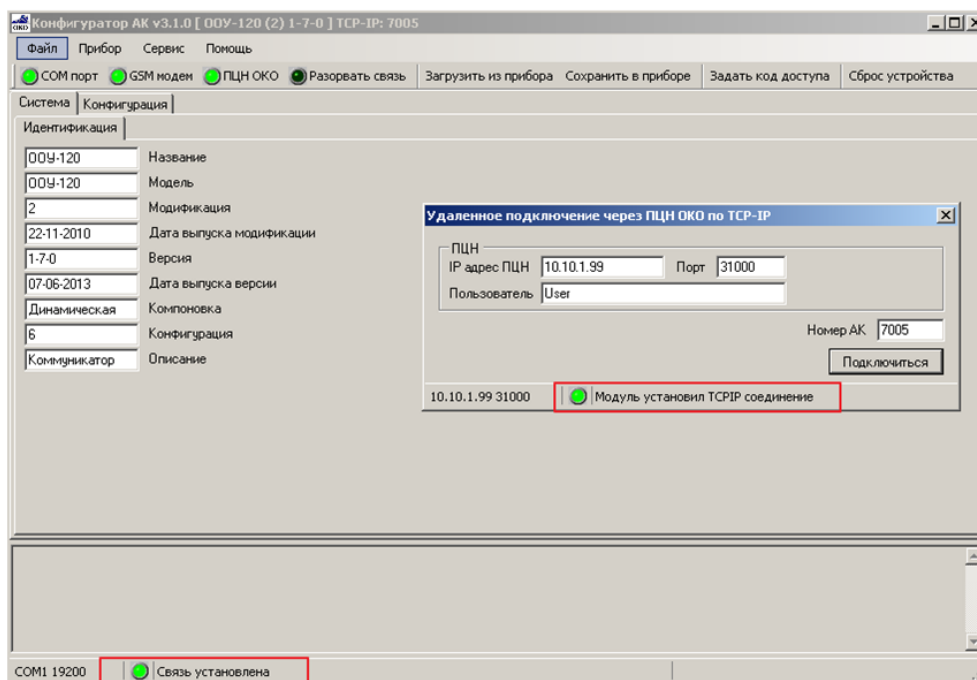 ОКО Конфигуратор АК v3.1.0 [ ООУ-120 (2) 1-7-0 ] TCP-IP: 7005
Файл Прибор Сервис Помощь
COM порт GSM модем ПЦН ОКО Разорвать связь Загрузить из прибора Сохранить в приборе Задать код доступа Сброс устройства
Система Конфигурация
Идентификация
ООУ-120 Название
ООУ-120 Модель
2 Модификация
22-11-2010 Дата выпуска модификации
1-7-0 Версия
07-06-2013 Дата выпуска версии
Динамическая Компоновка
6 Конфигурация
Коммуникатор Описание
Удаленное подключение через ПЦН ОКО по TCP-IP
ПЦН
IP адрес ПЦН 10.10.1.99 Порт 31000
Пользователь User
Номер АК 7005
Подключиться
10.10.1.99 31000 Модуль установил TCPIP соединение
COM1 19200 Связь установлена